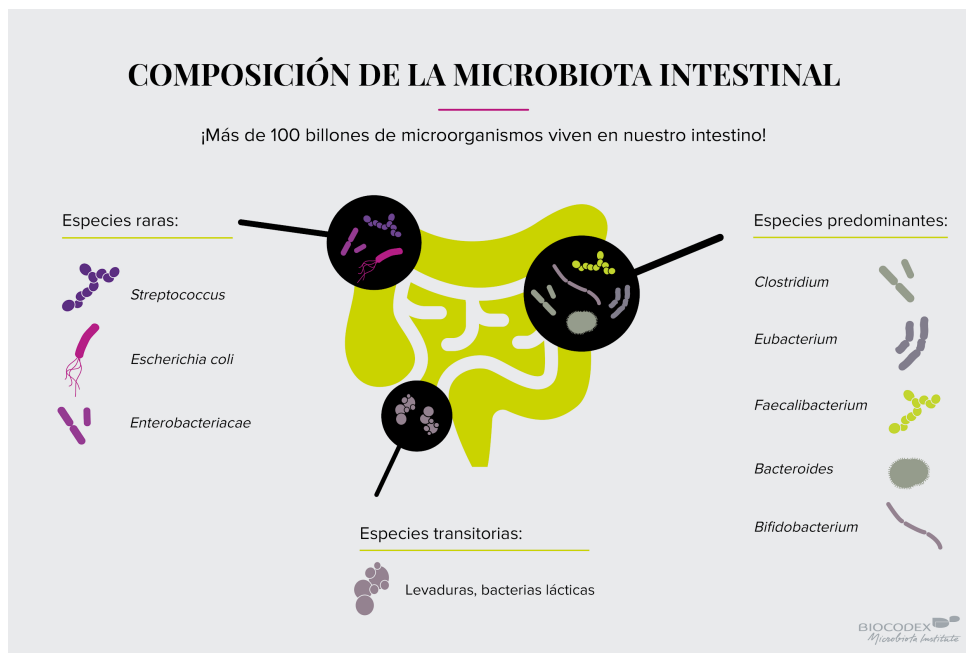 COMPOSICIÓN DE LA MICROBIOTA INTESTINAL
¡Más de 100 billones de microorganismos viven en nuestro intestino!
Especies raras:
Streptococcus
Escherichia coli
Enterobacteriacae
Especies predominantes:
Clostridium
Eubacterium
Faecalibacterium
Bacteroides
Bifidobacterium
Especies transitorias:
Levaduras, bacterias lácticas
BIOCODEX
Microbiota Institute